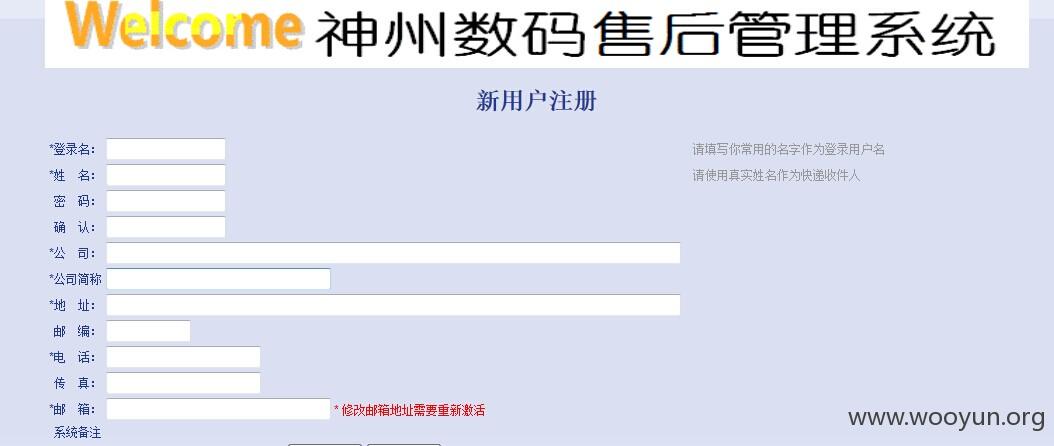 Welcome 神州数码售后管理系统
新用户注册
*登录名: 请填写你常用的名字作为登录用户名
*姓 名: 请使用真实姓名作为快递收件人
密 码:
确 认:
*公 司:
*公司简称
*地 址:
邮 编:
*电 话:
传 真:
*邮 箱: * 修改邮箱地址需要重新激活
www.wooyun.org
系统备注